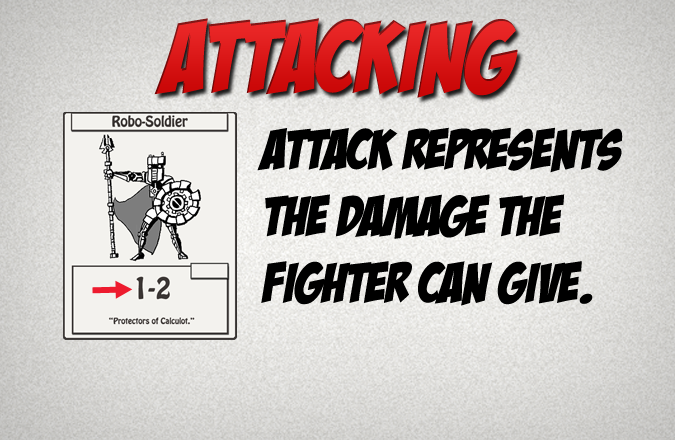 ATTACKING
Robo-Soldier
ATTACK REPRESENTS
THE DAMAGE THE
FIGHTER CAN GIVE.
1-2
"Protectors of Calculot."